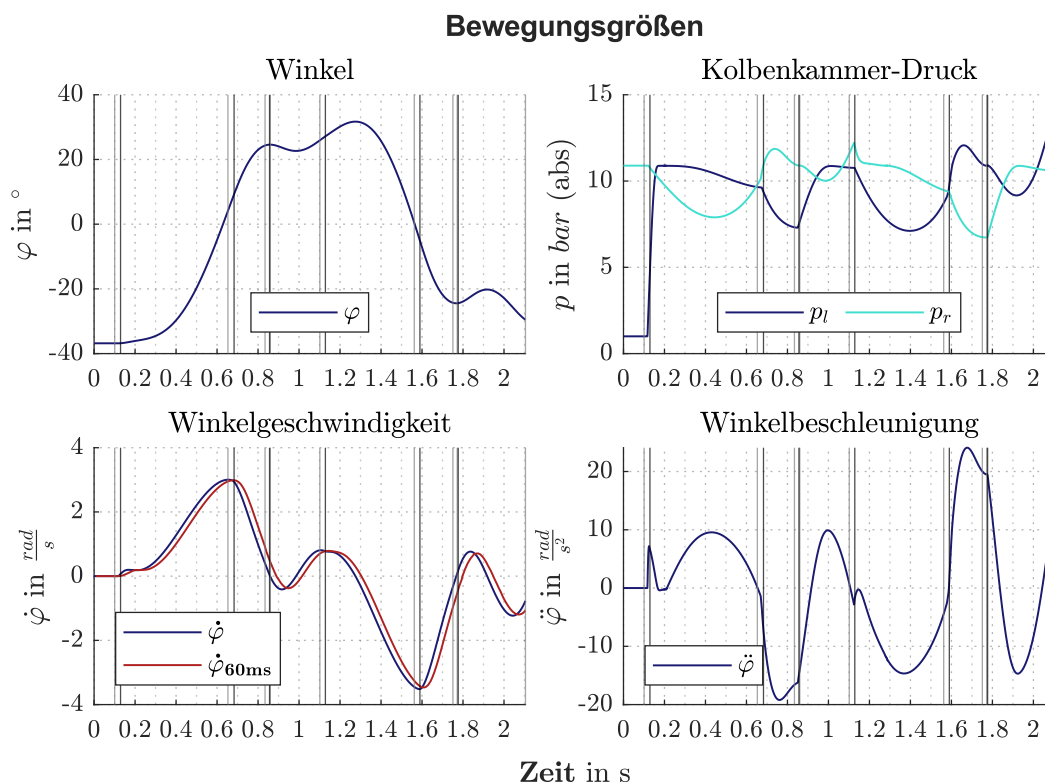 Bewegungsgrößen
Winkel
40
20
0
-20
-40
φ in °
φ
0 0.2 0.4 0.6 0.8 1 1.2 1.4 1.6 1.8 2
Kolbenkammer-Druck
15
10
5
0
p in bar (abs)
p_l p_r
0 0.2 0.4 0.6 0.8 1 1.2 1.4 1.6 1.8 2
Winkelgeschwindigkeit
4
2
0
-2
-4
φ̇ in rad/s
φ̇
φ̇_60ms
0 0.2 0.4 0.6 0.8 1 1.2 1.4 1.6 1.8 2
Winkelbeschleunigung
20
10
0
-10
-20
φ̈ in rad/s²
φ̈
0 0.2 0.4 0.6 0.8 1 1.2 1.4 1.6 1.8 2
Zeit in s